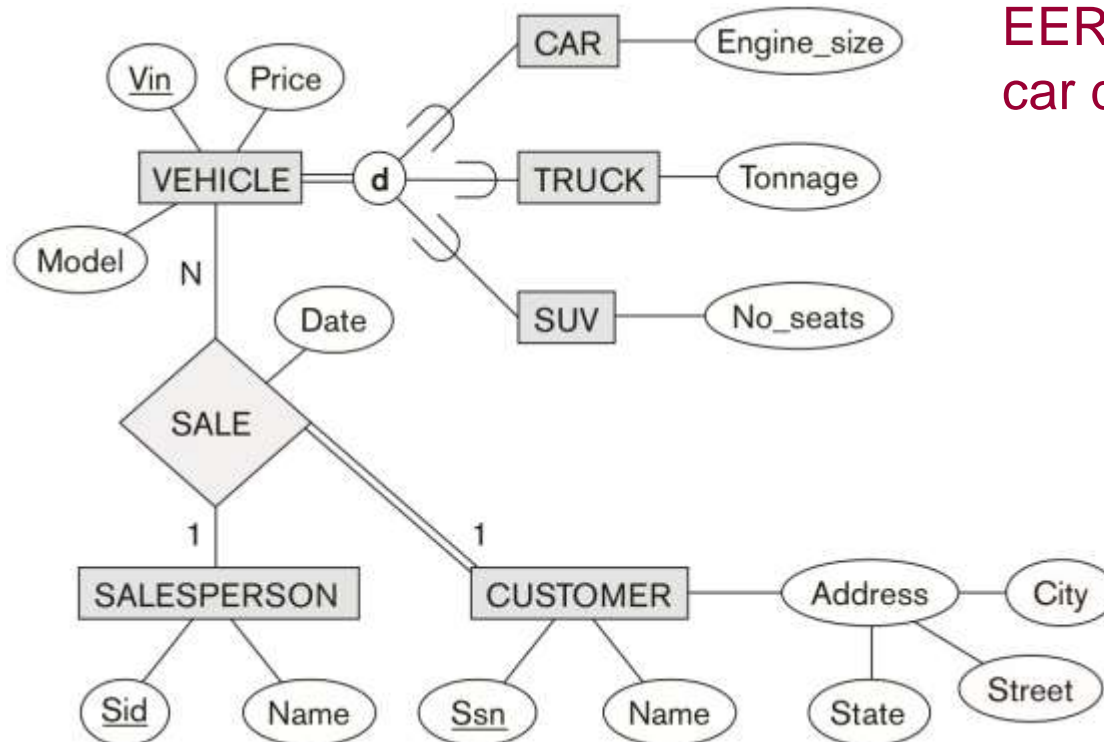 EER
car
CAR
Engine_size
Vin
Price
VEHICLE
d
TRUCK
Tonnage
Model
N
SUV
No_seats
Date
SALE
1
1
SALESPERSON
CUSTOMER
Address
City
Sid
Name
Ssn
Name
State
Street